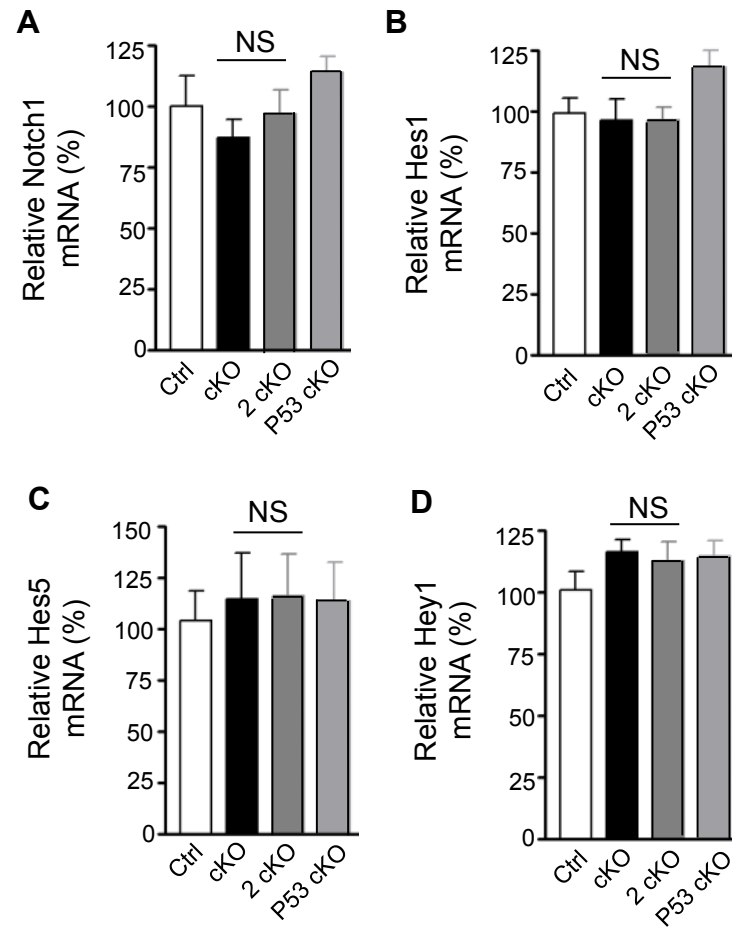 A
NS
Relative Notch1
mRNA (%)
125
100
75
50
25
0
Ctrl
cKO
2 cKO
P53 cKO
B
NS
Relative Hes1
mRNA (%)
125
100
75
50
25
0
Ctrl
cKO
2 cKO
P53 cKO
C
NS
Relative Hes5
mRNA (%)
150
125
100
75
50
25
0
Ctrl
cKO
2 cKO
P53 cKO
D
NS
Relative Hey1
mRNA (%)
125
100
75
50
25
0
Ctrl
cKO
2 cKO
P53 cKO